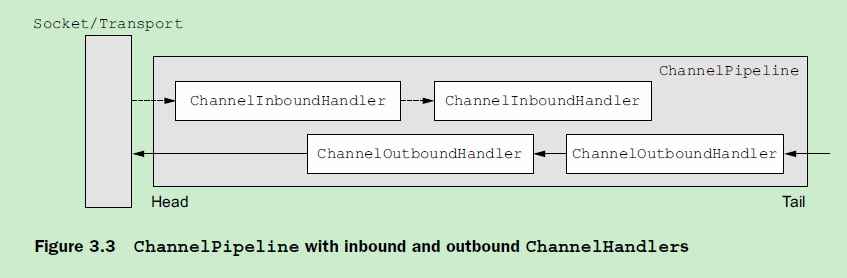 Socket/Transport
ChannelPipeline
ChannelInboundHandler
ChannelInboundHandler
ChannelOutboundHandler
ChannelOutboundHandler
Head
Tail
Figure 3.3 ChannelPipeline with inbound and outbound ChannelHandlers